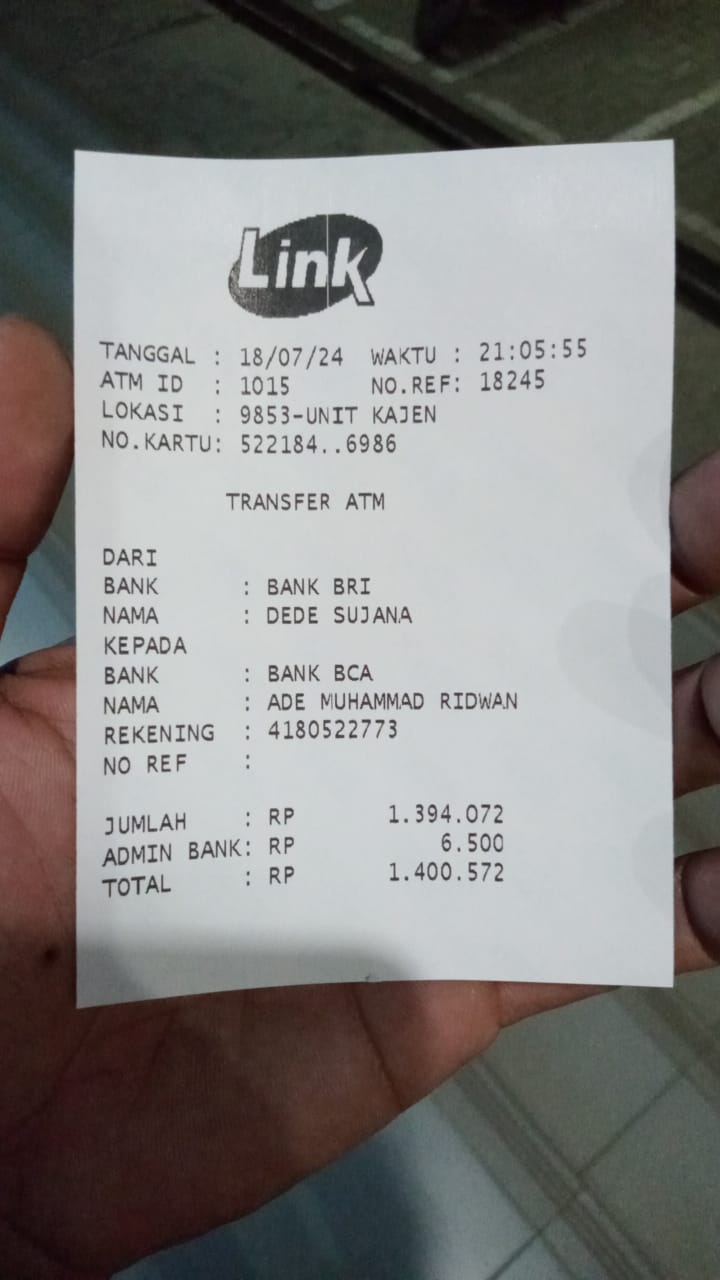 Link
TANGGAL : 18/07/24 WAKTU : 21:05:55
ATM ID : 1015 NO.REF: 18245
LOKASI : 9853-UNIT KAJEN
NO.KARTU: 522184..6986
TRANSFER ATM
DARI
BANK : BANK BRI
NAMA : DEDE SUJANA
KEPADA
BANK : BANK BCA
NAMA : ADE MUHAMMAD RIDWAN
REKENING : 4180522773
NO REF :
JUMLAH : RP 1.394.072
ADMIN BANK: RP 6.500
TOTAL : RP 1.400.572